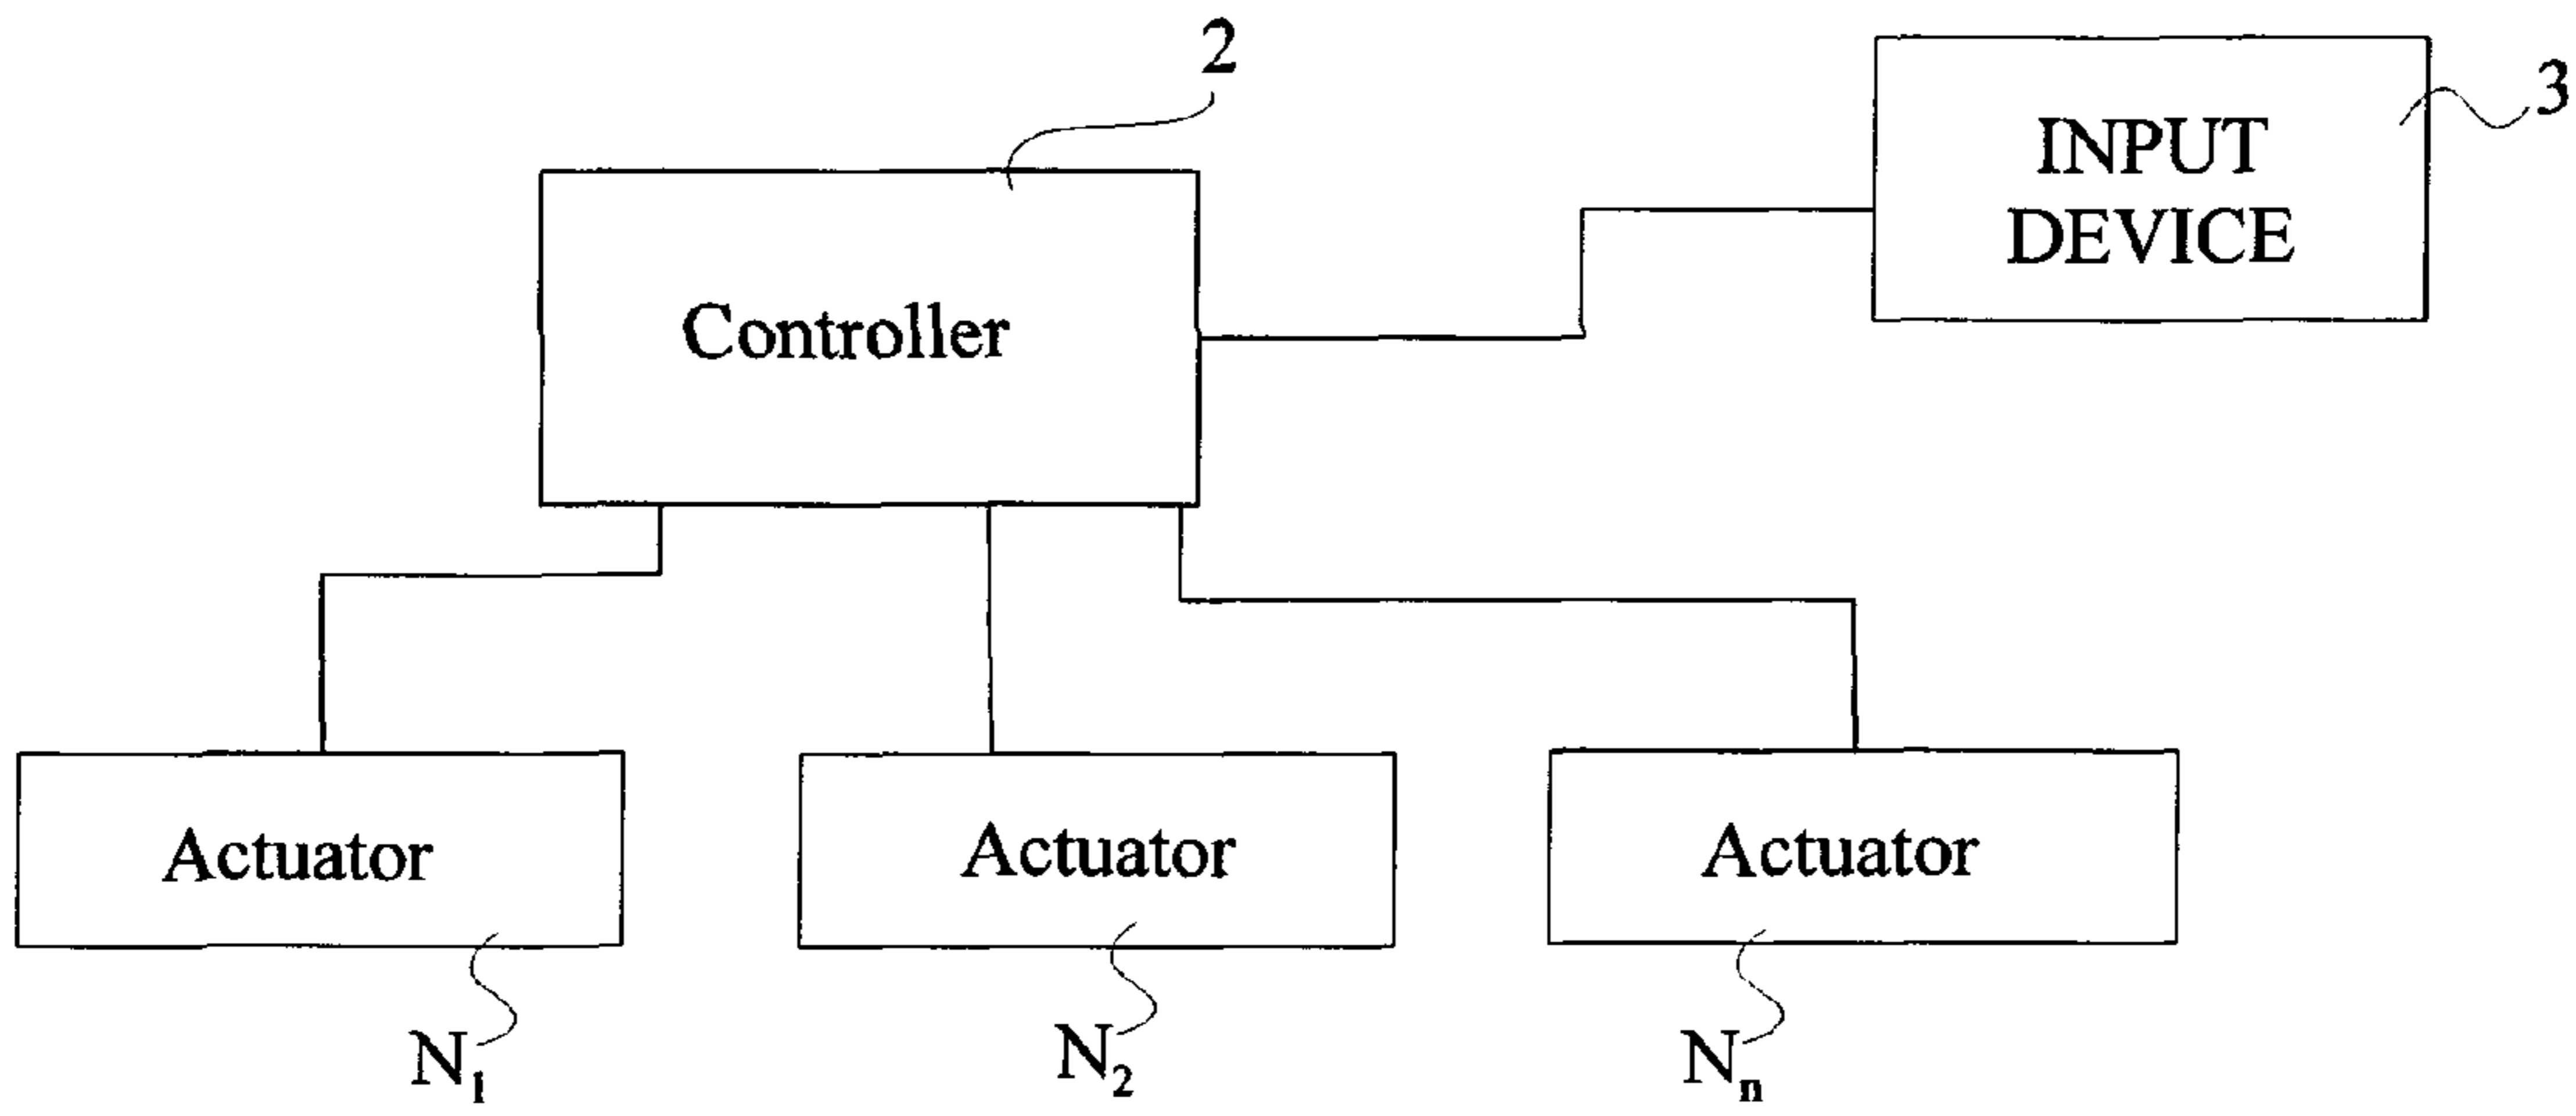 2
3
INPUT
DEVICE
Controller
Actuator
Actuator
Actuator
N₁
N₂
Nₙ